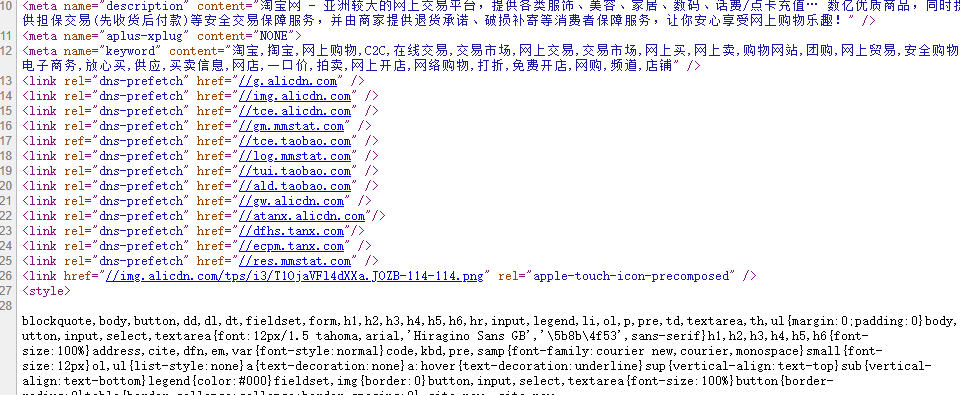 10 <meta name="description" content="淘宝网 - 亚洲较大的网上交易平台，提供各类服饰、美容、家居、数码、话费/点卡充值… 数亿优质商品，同时担
供担保交易(先收货后付款)等安全交易保障服务，并由商家提供退货承诺、破损补寄等消费者保障服务，让你安心享受网上购物乐趣！" />
11 <meta name="aplus-xplug" content="NONE">
12 <meta name="keyword" content="淘宝,掏宝,网上购物,C2C,在线交易,交易市场,网上交易,交易市场,网上买,网上卖,购物网站,团购,网上贸易,安全购物
电子商务,放心买,供应,买卖信息,网店,一口价,拍卖,网上开店,网络购物,打折,免费开店,网购,频道,店铺" />
13 <link rel="dns-prefetch" href="//g.alicdn.com" />
14 <link rel="dns-prefetch" href="//img.alicdn.com" />
15 <link rel="dns-prefetch" href="//tce.alicdn.com" />
16 <link rel="dns-prefetch" href="//gm.mmstat.com" />
17 <link rel="dns-prefetch" href="//tce.taobao.com" />
18 <link rel="dns-prefetch" href="//log.mmstat.com" />
19 <link rel="dns-prefetch" href="//tui.taobao.com" />
20 <link rel="dns-prefetch" href="//ald.taobao.com" />
21 <link rel="dns-prefetch" href="//gw.alicdn.com" />
22 <link rel="dns-prefetch" href="//atanx.alicdn.com"/>
23 <link rel="dns-prefetch" href="//dfhs.tanx.com"/>
24 <link rel="dns-prefetch" href="//ecpm.tanx.com" />
25 <link rel="dns-prefetch" href="//res.mmstat.com" />
26 <link href="//img.alicdn.com/tps/i3/T1OjaVFl4dXXa.JOZB-114-114.png" rel="apple-touch-icon-precomposed" />
27 <style>
28
blockquote,body,button,dd,dl,dt,fieldset,form,h1,h2,h3,h4,h5,h6,hr,input,legend,li,ol,p,pre,td,textarea,th,ul{margin:0;padding:0}body,
utton,input,select,textarea{font:12px/1.5 tahoma,arial,'Hiragino Sans GB','\5b8b\4f53',sans-serif}h1,h2,h3,h4,h5,h6{font-
size:100%}address,cite,dfn,em,var{font-style:normal}code,kbd,pre,samp{font-family:courier new,courier,monospace}small{font-
size:12px}ol,ul{list-style:none}a{text-decoration:none}a:hover{text-decoration:underline}sup{vertical-align:text-top}sub{vertical-
align:text-bottom}legend{color:#000}fieldset,img{border:0}button,input,select,textarea{font-size:100%}button{border-